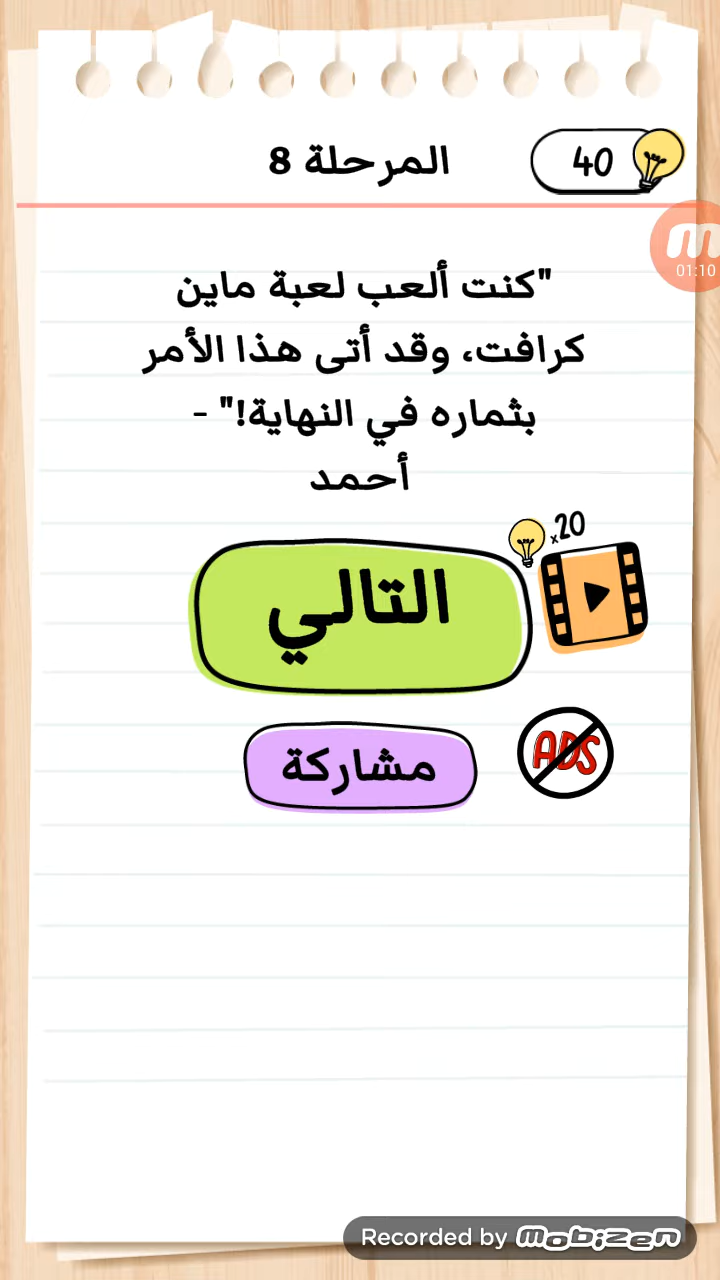 المرحلة 8
40
01:10
"كنت ألعب لعبة ماين
كرافت، وقد أتى هذا الأمر
بثماره في النهاية!" -
أحمد
x20
التالي
مشاركة
ADS
Recorded by mobizen